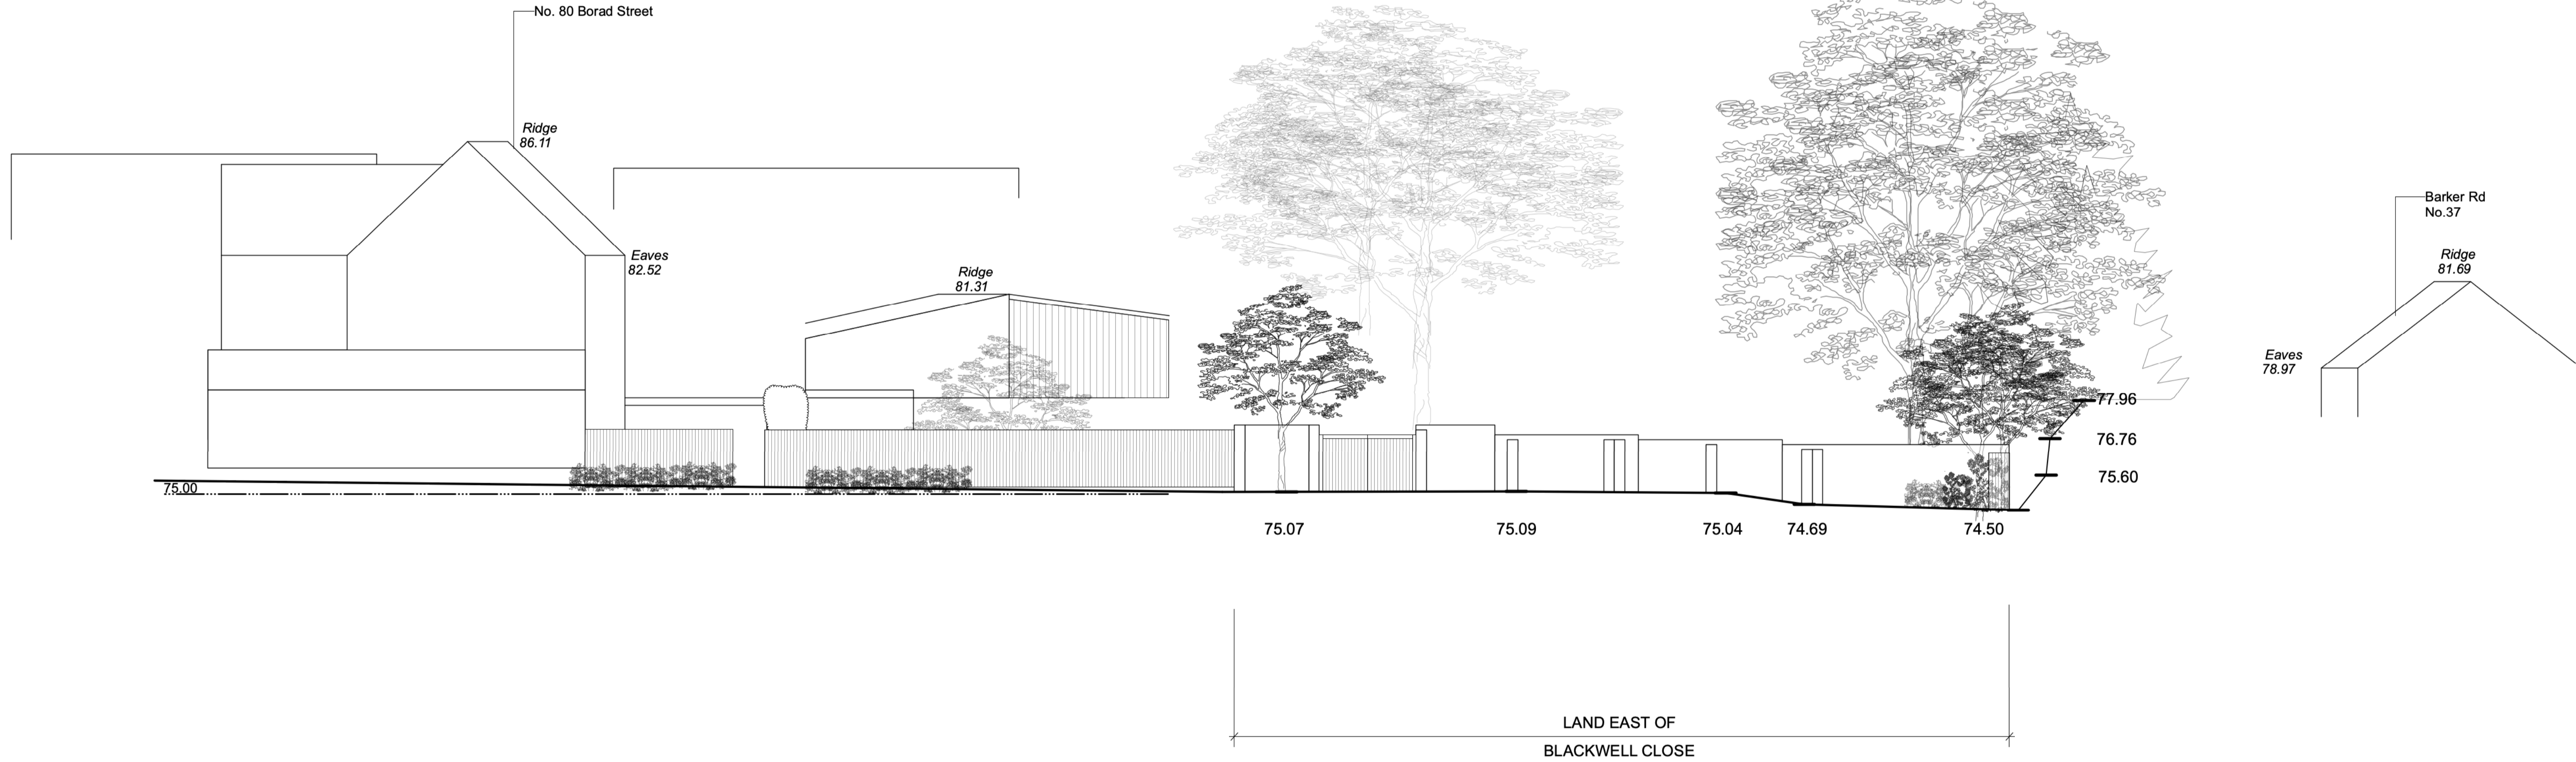 No. 80 Borad Street
Ridge
86.11
Eaves
82.52
Ridge
81.31
Barker Rd
No.37
Ridge
81.69
Eaves
78.97
77.96
76.76
75.60
75.00
75.07
75.09
75.04
74.69
74.50
LAND EAST OF
BLACKWELL CLOSE